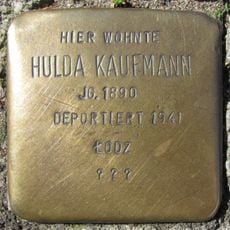 HIER WOHNTE
HULDA KAUFMANN
JG. 1890
DEPORTIERT 1941
ŁODZ
? ? ?